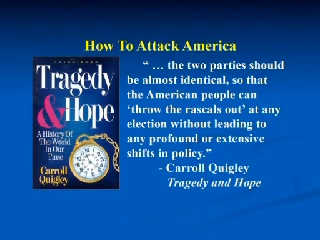 How To Attack America
“ … the two parties should
be almost identical, so that
the American people can
‘throw the rascals out’ at any
election without leading to
any profound or extensive
shifts in policy.”
- Carroll Quigley
Tragedy and Hope
Tragedy
& Hope
A History Of
The World
In Our
Time
Carroll
Quigley